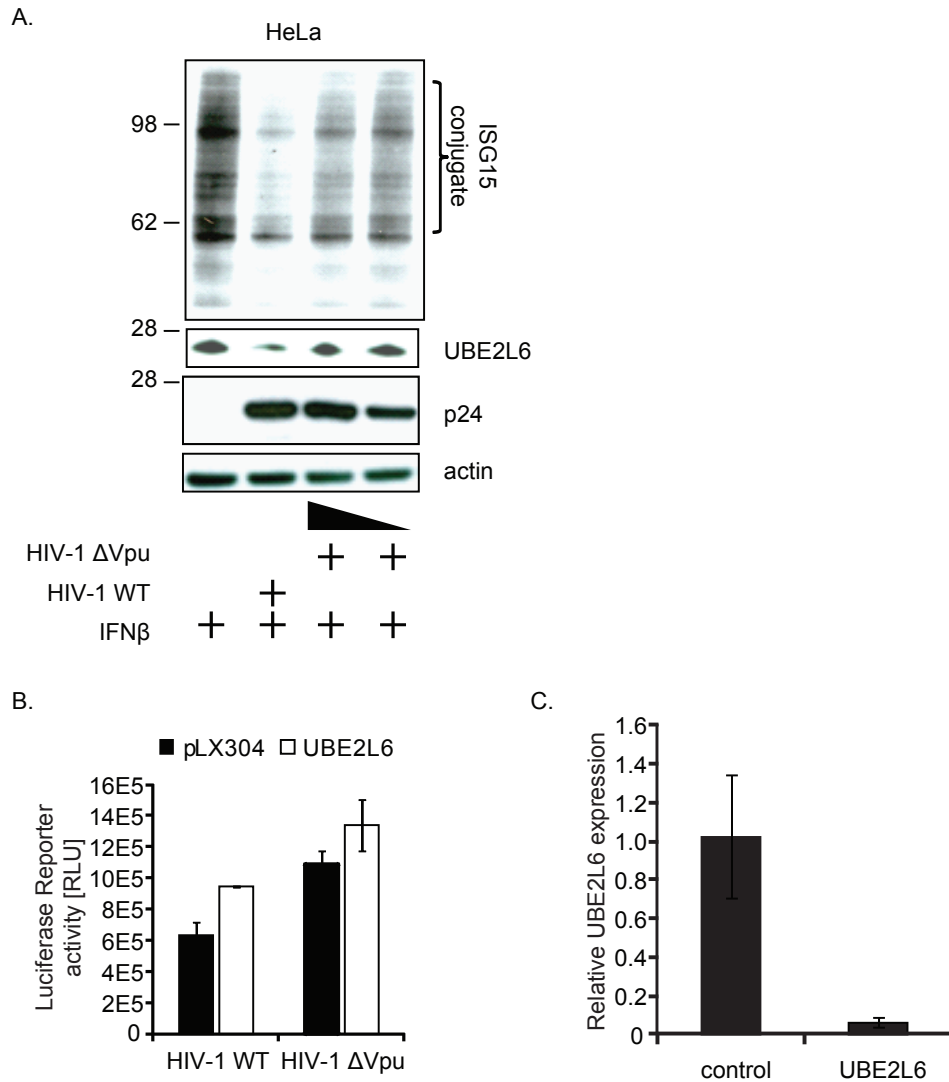 A.
HeLa
98
62
28
28
ISG15
conjugate
UBE2L6
p24
actin
HIV-1 ΔVpu + +
HIV-1 WT +
IFNβ + + + +
B.
pLX304 UBE2L6
Luciferase Reporter
activity [RLU]
16E5
14E5
12E5
10E5
8E5
6E5
4E5
2E5
0
HIV-1 WT HIV-1 ΔVpu
C.
Relative UBE2L6 expression
1.6
1.4
1.2
1.0
0.8
0.6
0.4
0.2
0
control UBE2L6